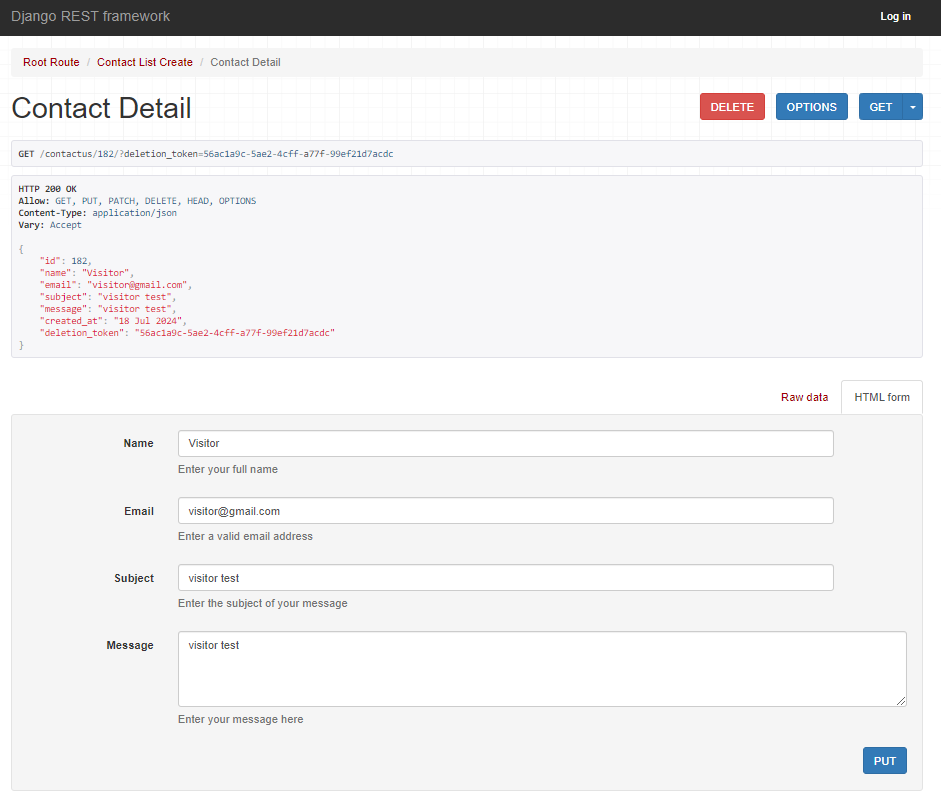 Django REST framework
Log in
Root Route / Contact List Create / Contact Detail
Contact Detail
DELETE
OPTIONS
GET
GET /contactus/182/?deletion_token=56ac1a9c-5ae2-4cff-a77f-99ef21d7acdc
HTTP 200 OK
Allow: GET, PUT, PATCH, DELETE, HEAD, OPTIONS
Content-Type: application/json
Vary: Accept
{
    "id": 182,
    "name": "Visitor",
    "email": "visitor@gmail.com",
    "subject": "visitor test",
    "message": "visitor test",
    "created_at": "18 Jul 2024",
    "deletion_token": "56ac1a9c-5ae2-4cff-a77f-99ef21d7acdc"
}
Raw data
HTML form
Name
Visitor
Enter your full name
Email
visitor@gmail.com
Enter a valid email address
Subject
visitor test
Enter the subject of your message
Message
visitor test
Enter your message here
PUT